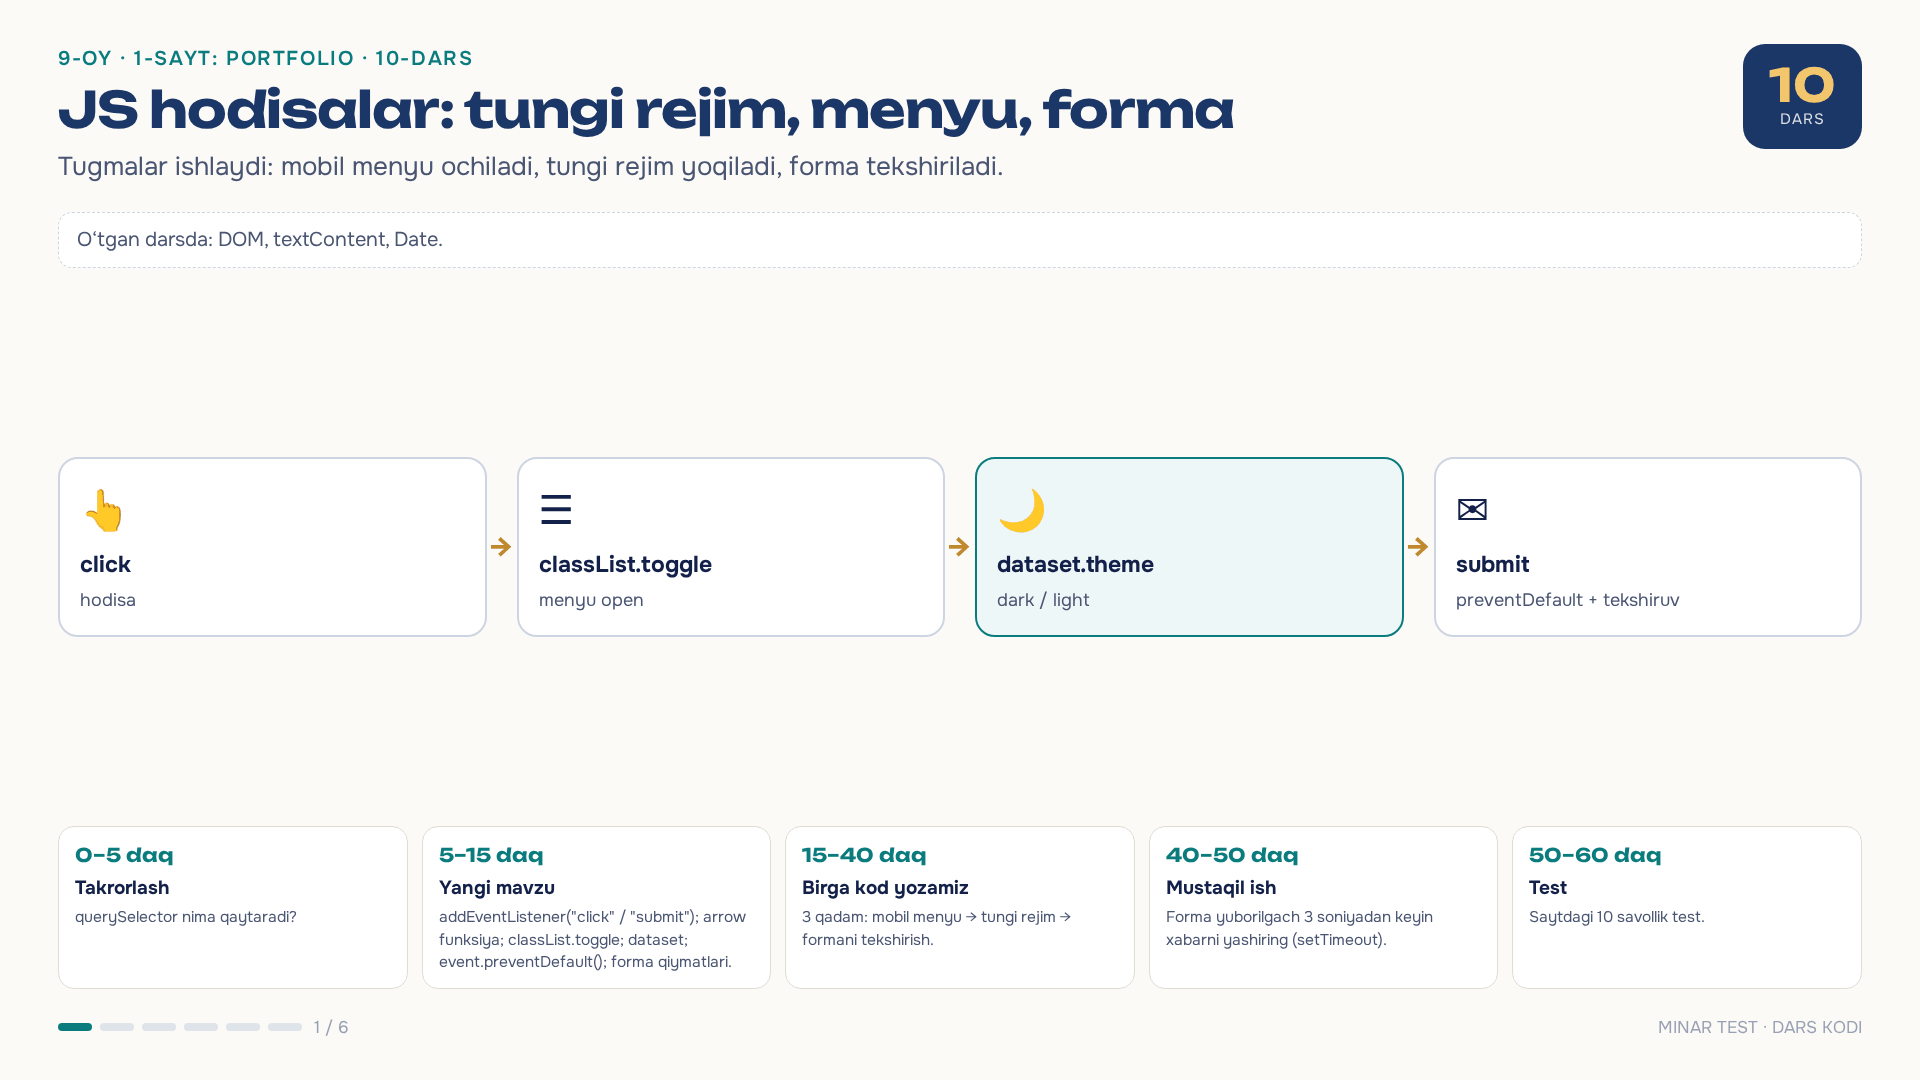 9-OY · 1-SAYT: PORTFOLIO · 10-DARS
JS hodisalar: tungi rejim, menyu, forma
Tugmalar ishlaydi: mobil menyu ochiladi, tungi rejim yoqiladi, forma tekshiriladi.
10
DARS
O‘tgan darsda: DOM, textContent, Date.
click
hodisa
→
classList.toggle
menyu open
→
dataset.theme
dark / light
→
submit
preventDefault + tekshiruv
0–5 daq
Takrorlash
querySelector nima qaytaradi?
5–15 daq
Yangi mavzu
addEventListener("click" / "submit"); arrow
funksiya; classList.toggle; dataset;
event.preventDefault(); forma qiymatlari.
15–40 daq
Birga kod yozamiz
3 qadam: mobil menyu → tungi rejim →
formani tekshirish.
40–50 daq
Mustaqil ish
Forma yuborilgach 3 soniyadan keyin
xabarni yashiring (setTimeout).
50–60 daq
Test
Saytdagi 10 savollik test.
1 / 6
MINAR TEST · DARS KODI